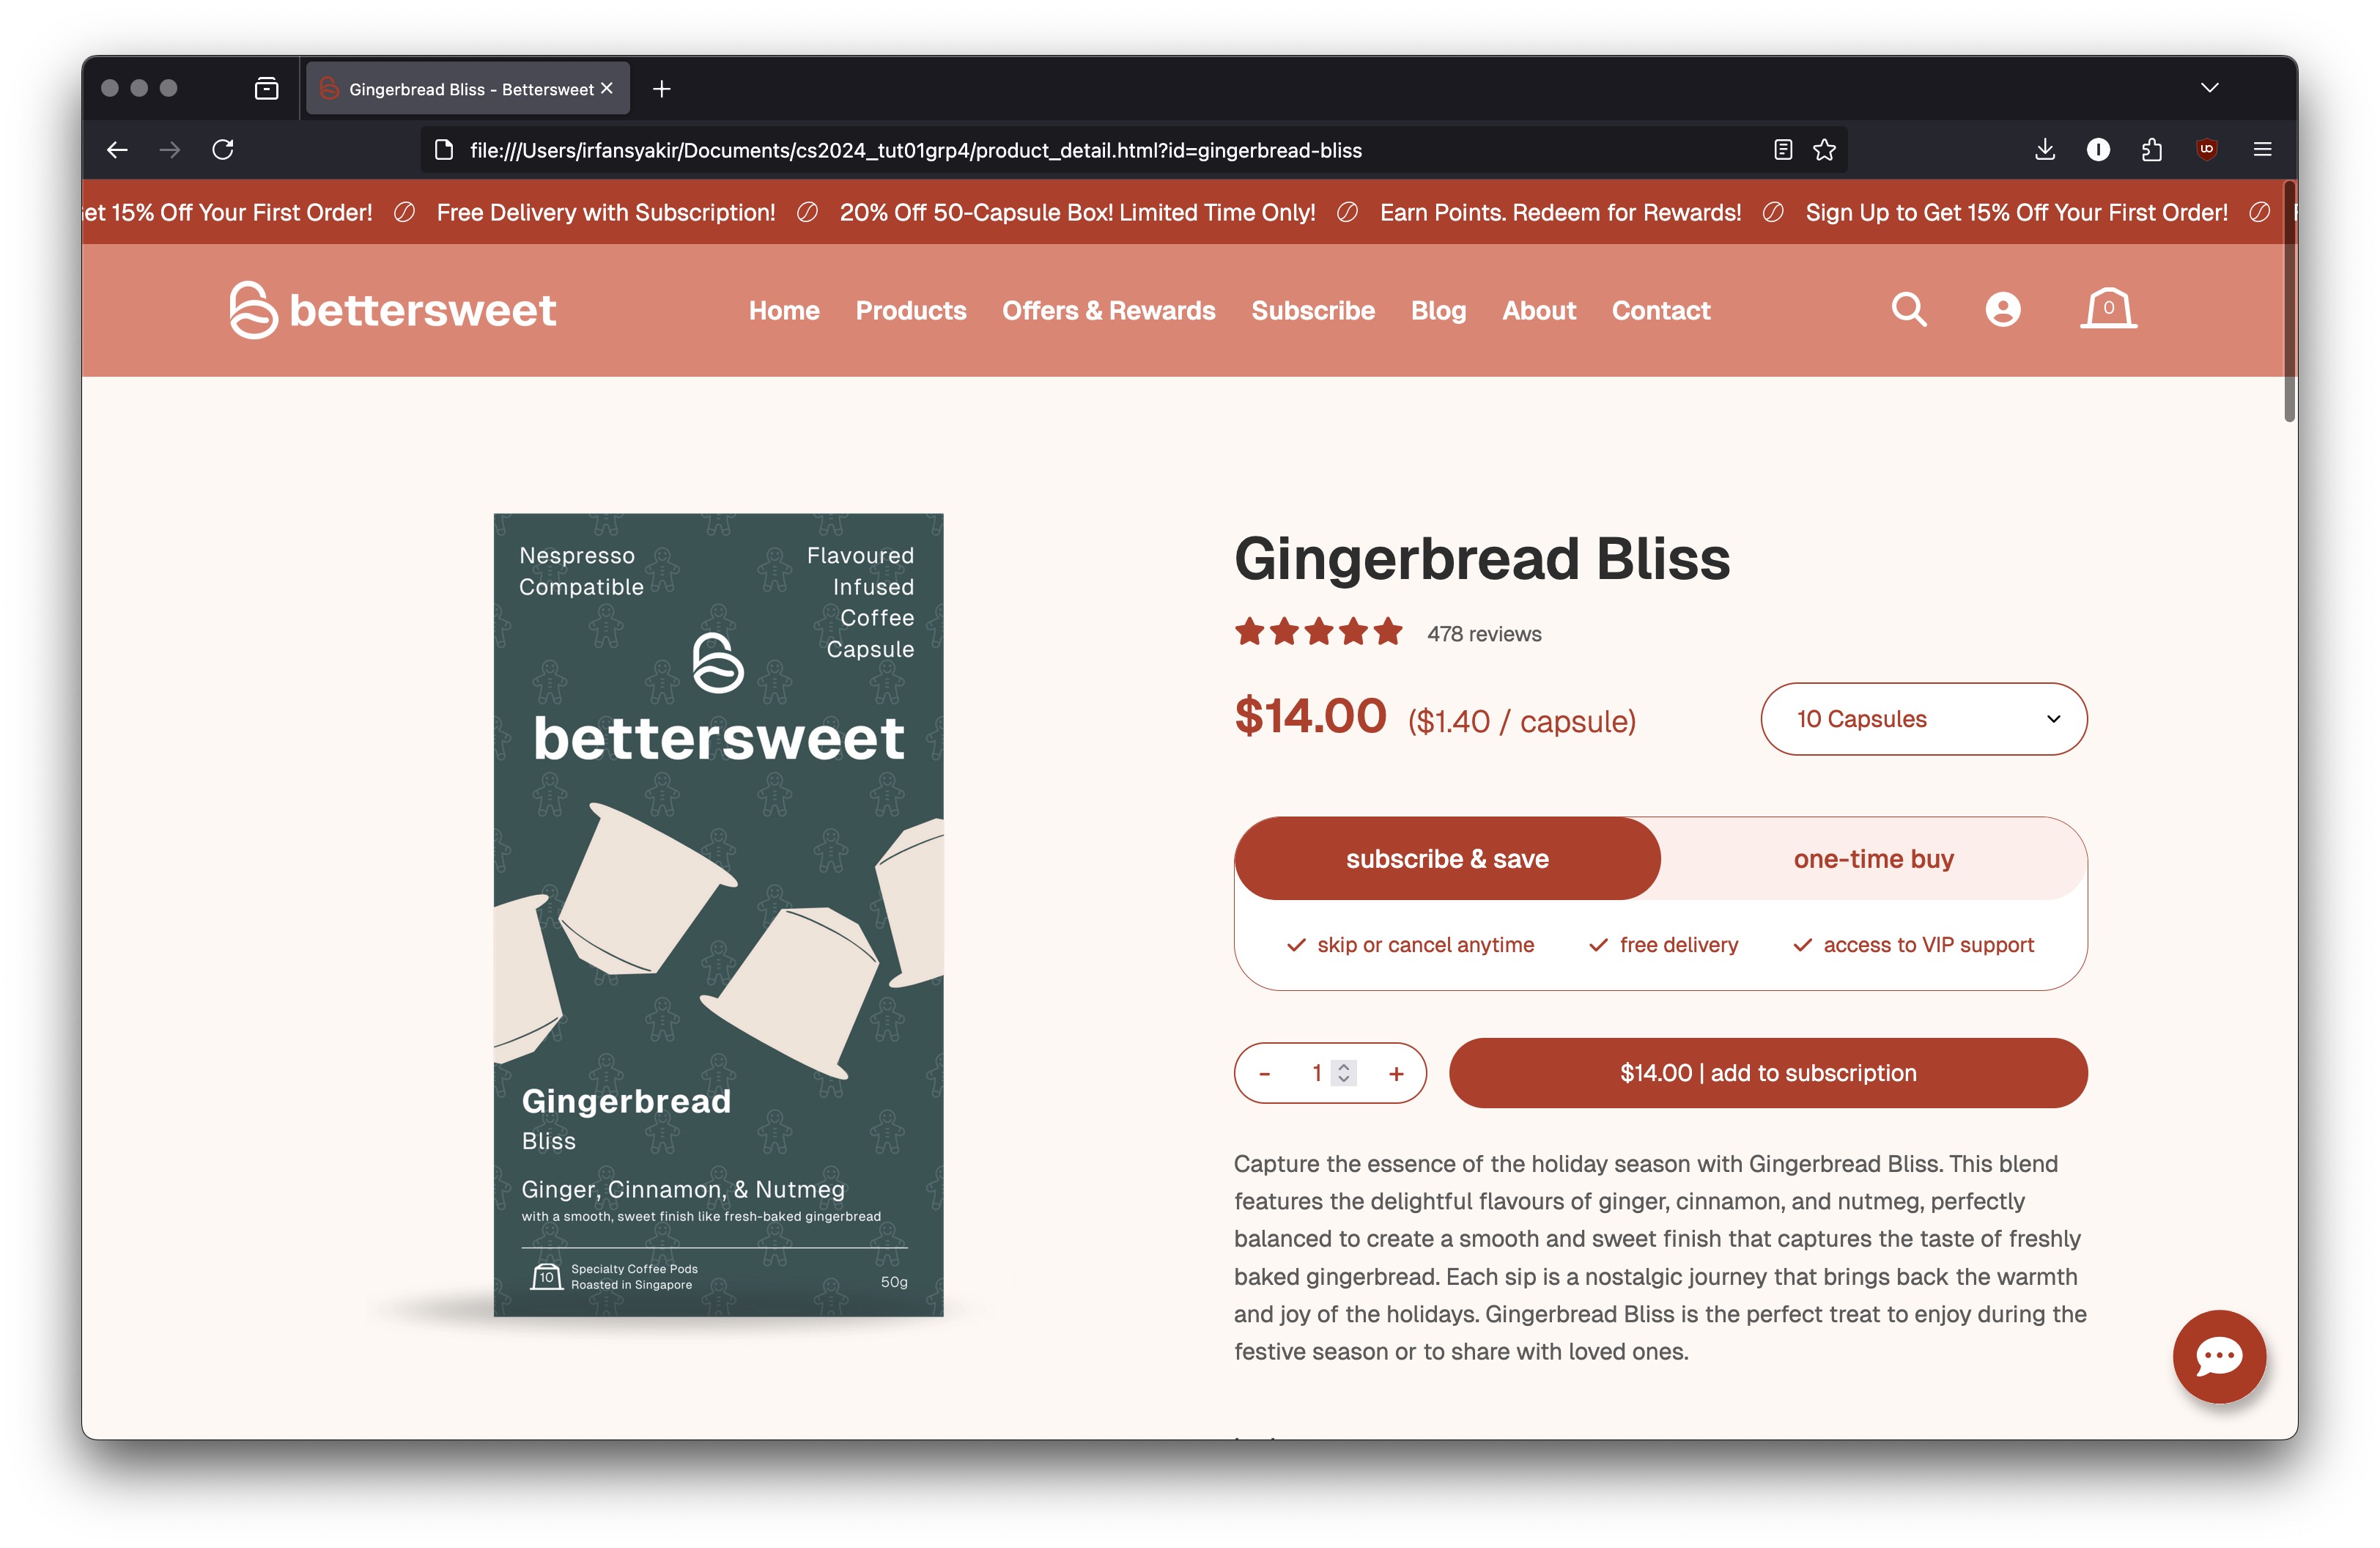 Gingerbread Bliss - Bettersweet
file:///Users/irfansyakir/Documents/cs2024_tut01grp4/product_detail.html?id=gingerbread-bliss
et 15% Off Your First Order! Free Delivery with Subscription! 20% Off 50-Capsule Box! Limited Time Only! Earn Points. Redeem for Rewards! Sign Up to Get 15% Off Your First Order!
bettersweet Home Products Offers & Rewards Subscribe Blog About Contact 0
Nespresso
Compatible
Flavoured
Infused
Coffee
Capsule
bettersweet
Gingerbread
Bliss
Ginger, Cinnamon, & Nutmeg
with a smooth, sweet finish like fresh-baked gingerbread
10
Specialty Coffee Pods
Roasted in Singapore
50g
Gingerbread Bliss
478 reviews
$14.00 ($1.40 / capsule) 10 Capsules
subscribe & save one-time buy
skip or cancel anytime free delivery access to VIP support
- 1 + $14.00 | add to subscription
Capture the essence of the holiday season with Gingerbread Bliss. This blend
features the delightful flavours of ginger, cinnamon, and nutmeg, perfectly
balanced to create a smooth and sweet finish that captures the taste of freshly
baked gingerbread. Each sip is a nostalgic journey that brings back the warmth
and joy of the holidays. Gingerbread Bliss is the perfect treat to enjoy during the
festive season or to share with loved ones.